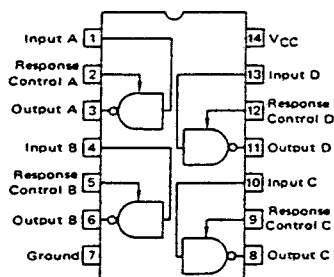 Input A 1
14 VCC
Response Control A 2
13 Input D
Output A 3
12 Response Control D
Input B 4
11 Output D
Response Control B 5
10 Input C
Output B 6
9 Response Control C
Ground 7
8 Output C